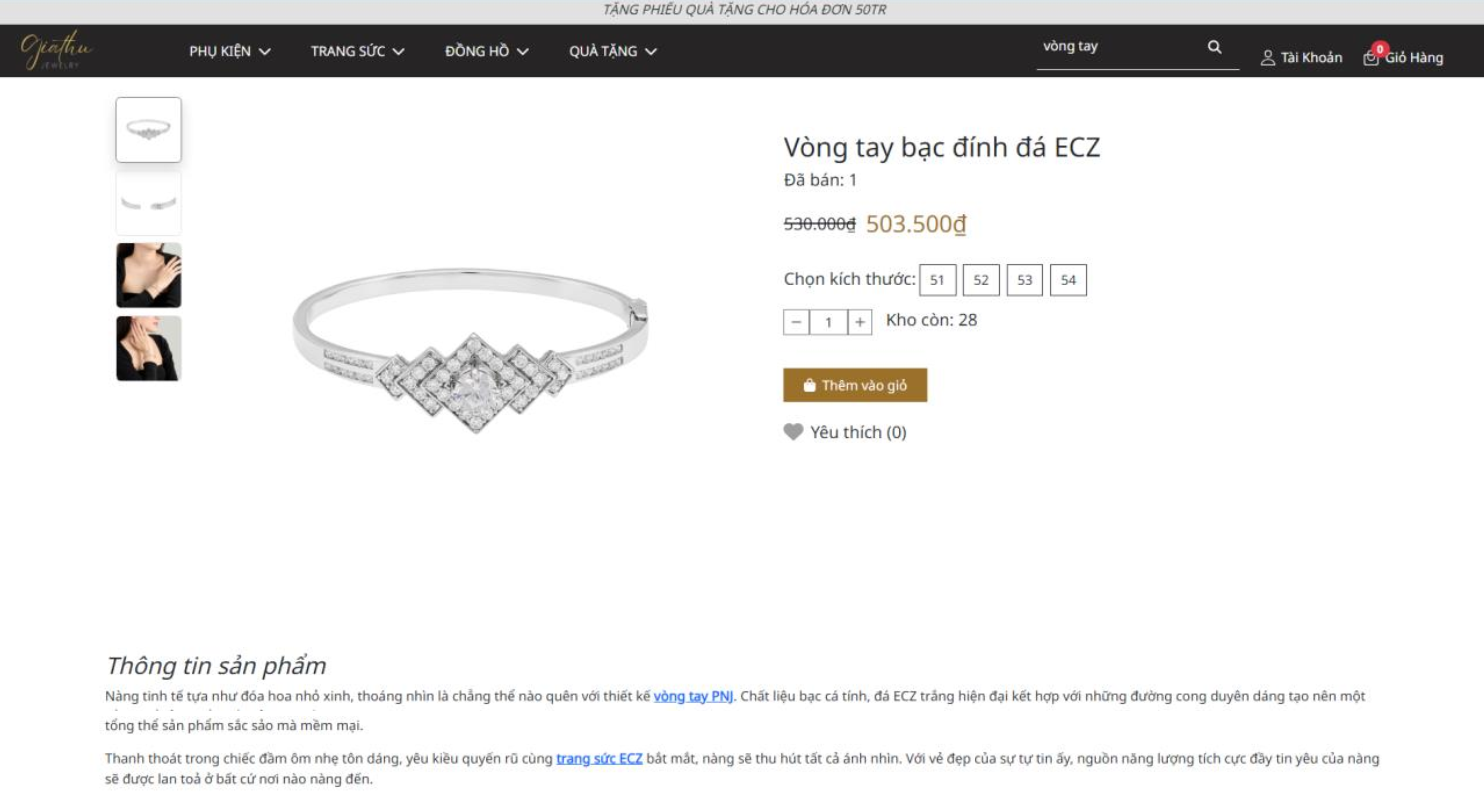 TẶNG PHIẾU QUÀ TẶNG CHO HÓA ĐƠN 50TR
Giathu
JEWELRY
PHỤ KIỆN
TRANG SỨC
ĐỒNG HỒ
QUÀ TẶNG
vòng tay
Tài Khoản
0
Giỏ Hàng
Vòng tay bạc đính đá ECZ
Đã bán: 1
530.000₫ 503.500₫
Chọn kích thước: 51 52 53 54
− 1 + Kho còn: 28
Thêm vào giỏ
Yêu thích (0)
Thông tin sản phẩm
Nàng tinh tế tựa như đóa hoa nhỏ xinh, thoáng nhìn là chẳng thể nào quên với thiết kế vòng tay PNJ. Chất liệu bạc cá tính, đá ECZ trắng hiện đại kết hợp với những đường cong duyên dáng tạo nên một
tổng thể sản phẩm sắc sảo mà mềm mại.
Thanh thoát trong chiếc đầm ôm nhẹ tôn dáng, yêu kiều quyến rũ cùng trang sức ECZ bắt mắt, nàng sẽ thu hút tất cả ánh nhìn. Với vẻ đẹp của sự tự tin ấy, nguồn năng lượng tích cực đầy tin yêu của nàng
sẽ được lan toả ở bất cứ nơi nào nàng đến.